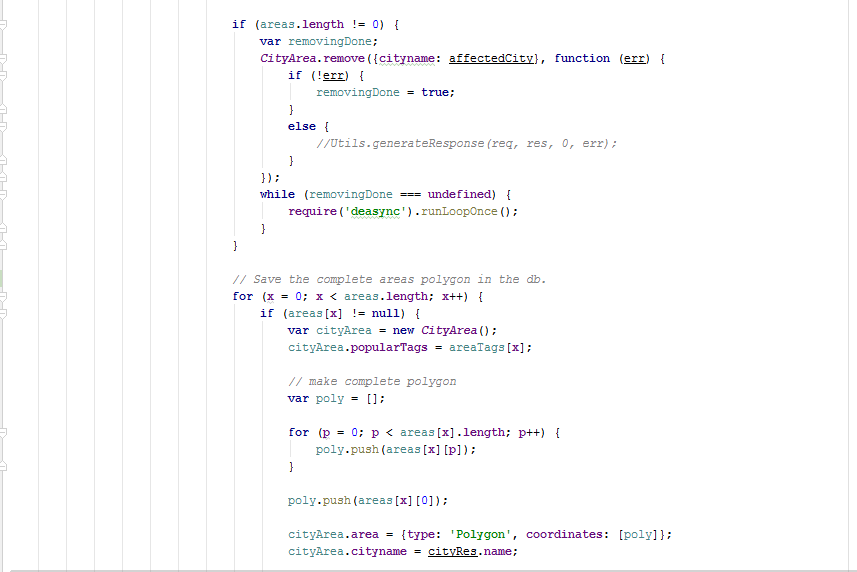 if (areas.length != 0) {
var removingDone;
CityArea.remove({cityname: affectedCity}, function (err) {
if (!err) {
removingDone = true;
}
else {
//Utils.generateResponse(req, res, 0, err);
}
});
while (removingDone === undefined) {
require('deasync').runLoopOnce();
}
}
// Save the complete areas polygon in the db.
for (x = 0; x < areas.length; x++) {
if (areas[x] != null) {
var cityArea = new CityArea();
cityArea.popularTags = areaTags[x];
// make complete polygon
var poly = [];
for (p = 0; p < areas[x].length; p++) {
poly.push(areas[x][p]);
}
poly.push(areas[x][0]);
cityArea.area = {type: 'Polygon', coordinates: [poly]};
cityArea.cityname = cityRes.name;